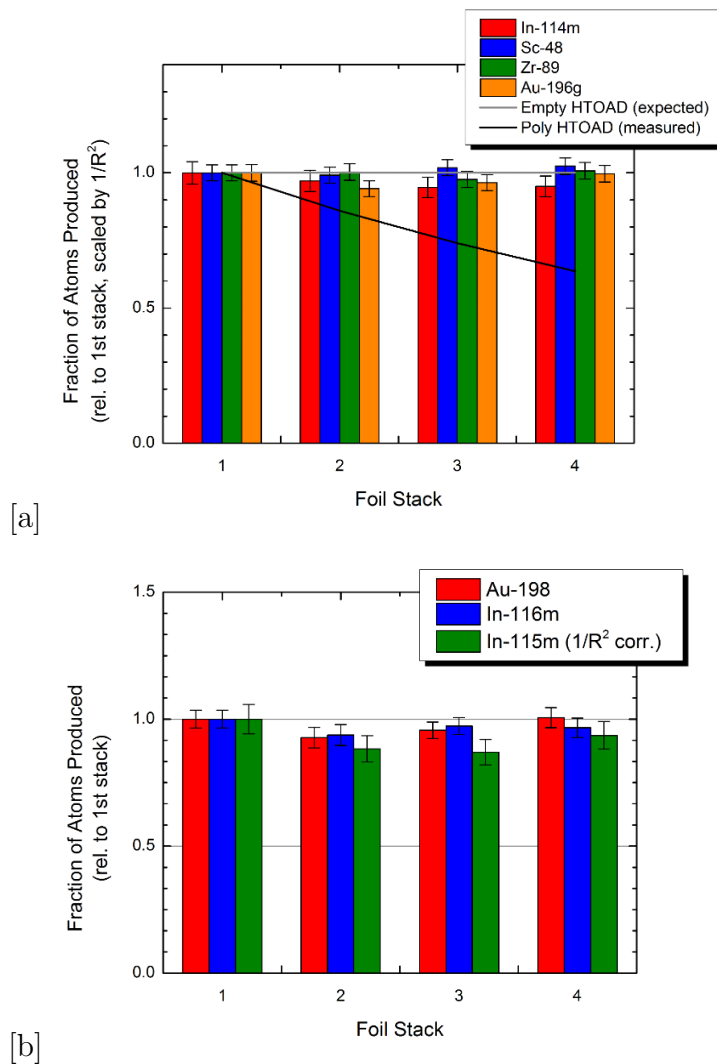 In-114m
Sc-48
Zr-89
Au-196g
Empty HTOAD (expected)
Poly HTOAD (measured)
Fraction of Atoms Produced
(rel. to 1st stack, scaled by 1/R²)
1.0
0.5
0.0
1 2 3 4
Foil Stack
[a]
Au-198
In-116m
In-115m (1/R² corr.)
Fraction of Atoms Produced
(rel. to 1st stack)
1.5
1.0
0.5
0.0
1 2 3 4
Foil Stack
[b]